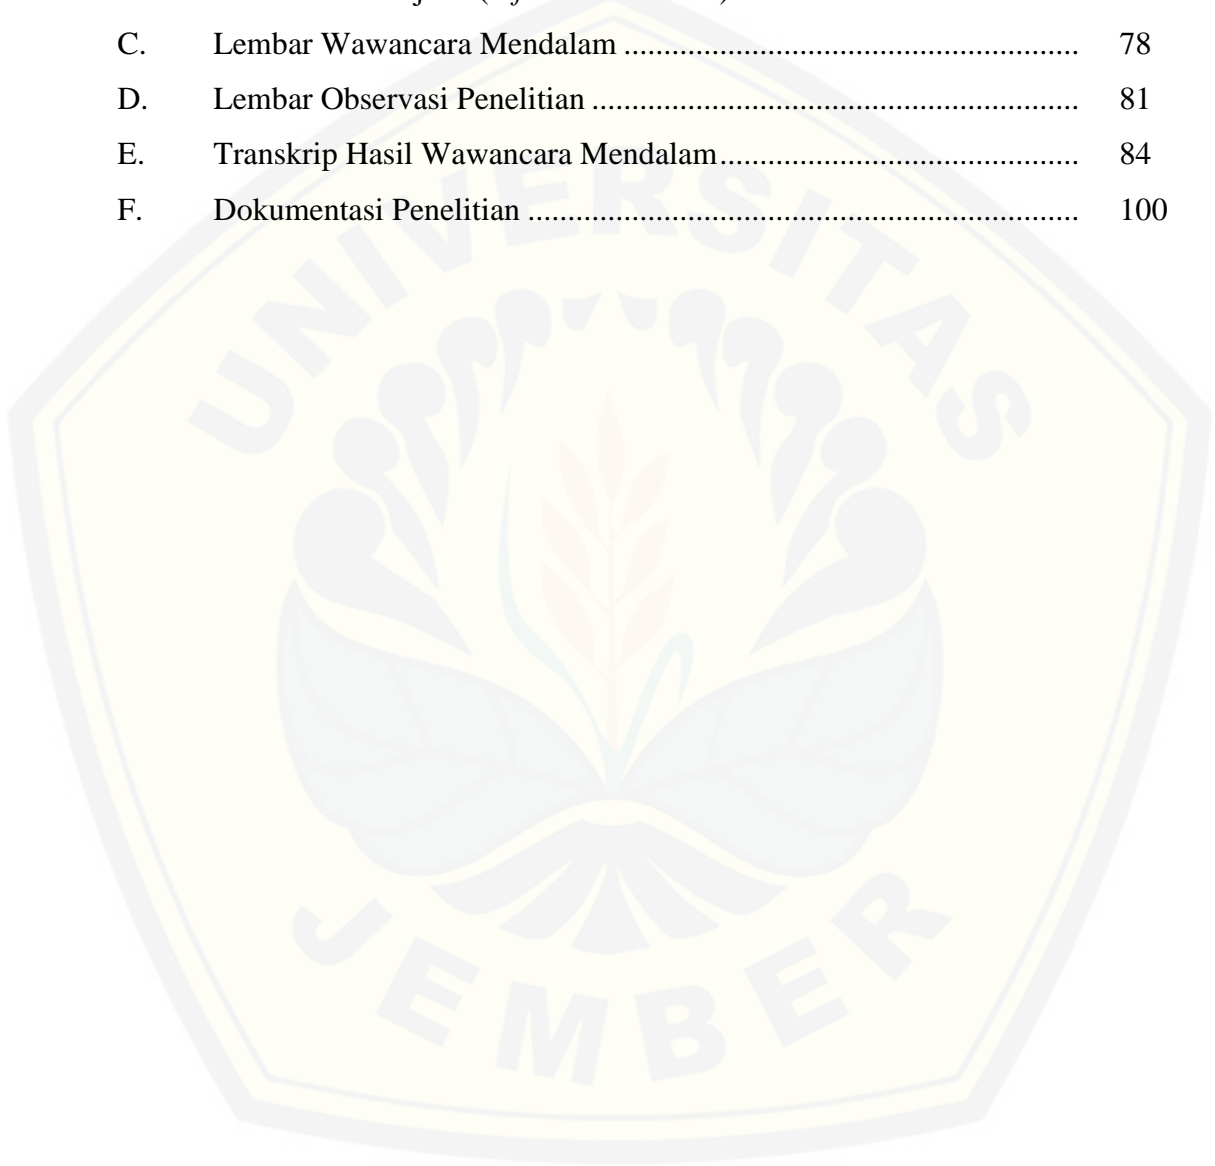 C. Lembar Wawancara Mendalam ......................................................... 78
D. Lembar Observasi Penelitian ............................................................. 81
E. Transkrip Hasil Wawancara Mendalam............................................. 84
F. Dokumentasi Penelitian ..................................................................... 100
UNIVERSITAS
JEMBER